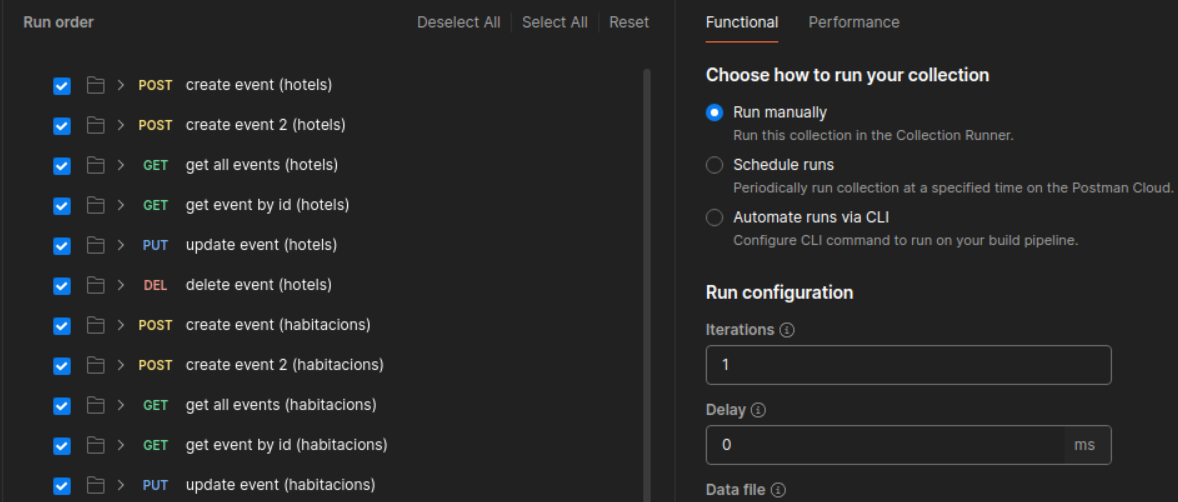 Run order
Deselect All
Select All
Reset
POST create event (hotels)
POST create event 2 (hotels)
GET get all events (hotels)
GET get event by id (hotels)
PUT update event (hotels)
DEL delete event (hotels)
POST create event (habitacions)
POST create event 2 (habitacions)
GET get all events (habitacions)
GET get event by id (habitacions)
PUT update event (habitacions)
Functional
Performance
Choose how to run your collection
Run manually
Run this collection in the Collection Runner.
Schedule runs
Periodically run collection at a specified time on the Postman Cloud.
Automate runs via CLI
Configure CLI command to run on your build pipeline.
Run configuration
Iterations
1
Delay
0 ms
Data file